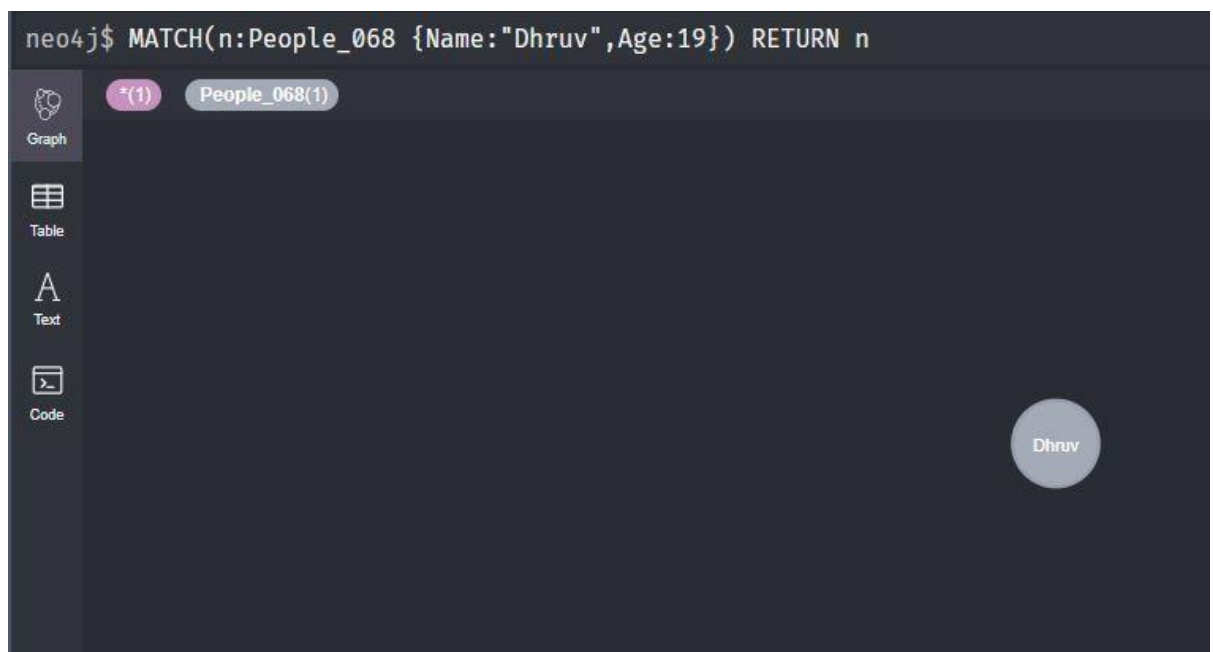 neo4j$ MATCH(n:People_068 {Name:"Dhruv",Age:19}) RETURN n
*(1) People_068(1)
Graph
Table
A
Text
>_
Code
Dhruv